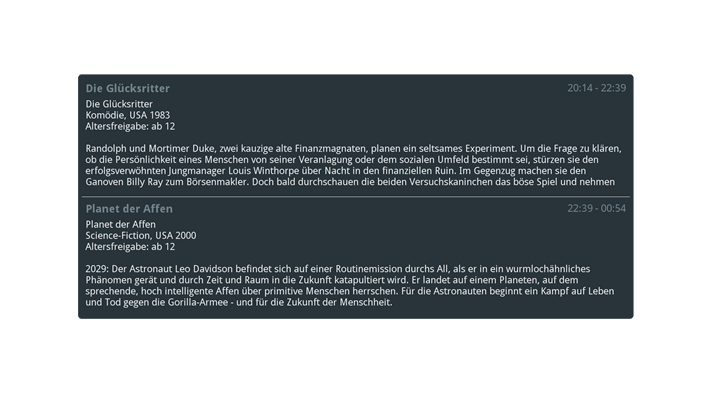 Die Glücksritter 20:14 - 22:39
Die Glücksritter
Komödie, USA 1983
Altersfreigabe: ab 12
Randolph und Mortimer Duke, zwei kauzige alte Finanzmagnaten, planen ein seltsames Experiment. Um die Frage zu klären,
ob die Persönlichkeit eines Menschen von seiner Veranlagung oder dem sozialen Umfeld bestimmt sei, stürzen sie den
erfolgsverwöhnten Jungmanager Louis Winthorpe über Nacht in den finanziellen Ruin. Im Gegenzug machen sie den
Ganoven Billy Ray zum Börsenmakler. Doch bald durchschauen die beiden Versuchskaninchen das böse Spiel und nehmen
Planet der Affen 22:39 - 00:54
Planet der Affen
Science-Fiction, USA 2000
Altersfreigabe: ab 12
2029: Der Astronaut Leo Davidson befindet sich auf einer Routinemission durchs All, als er in ein wurmlochähnliches
Phänomen gerät und durch Zeit und Raum in die Zukunft katapultiert wird. Er landet auf einem Planeten, auf dem
sprechende, hoch intelligente Affen über primitive Menschen herrschen. Für die Astronauten beginnt ein Kampf auf Leben
und Tod gegen die Gorilla-Armee - und für die Zukunft der Menschheit.